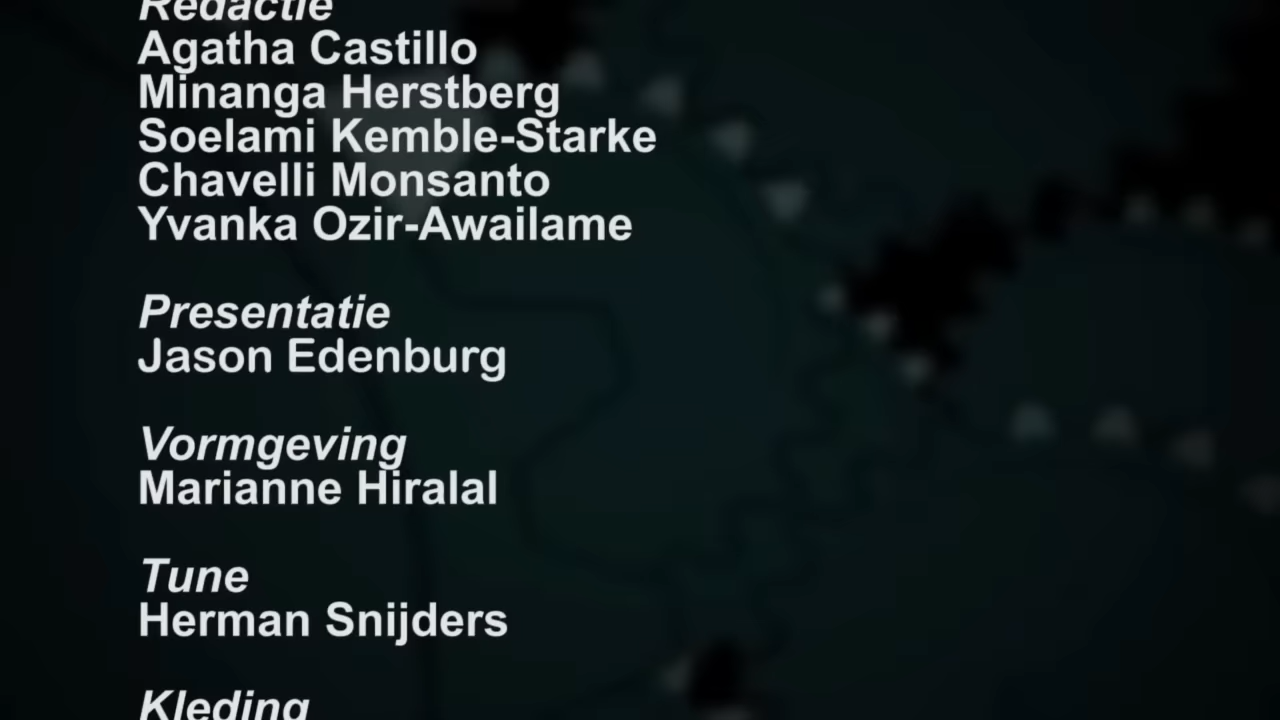 Redactie
Agatha Castillo
Minanga Herstberg
Soelami Kemble-Starke
Chavelli Monsanto
Yvanka Ozir-Awailame
Presentatie
Jason Edenburg
Vormgeving
Marianne Hiralal
Tune
Herman Snijders
Kleding